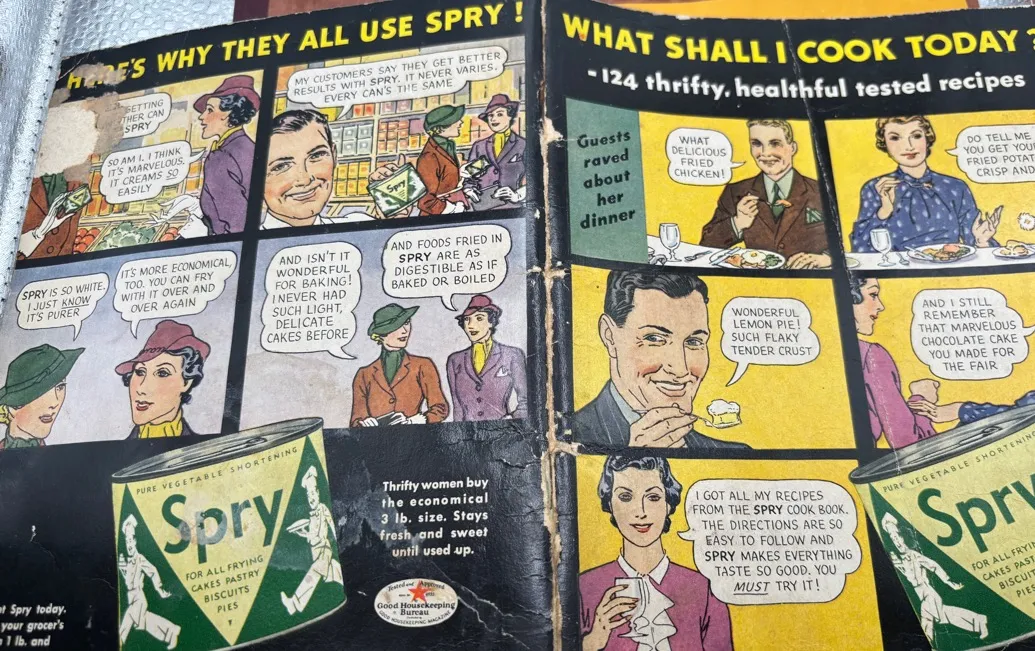 HERE'S WHY THEY ALL USE SPRY!
GETTING
CAN
SPRY
SO AM I. I THINK
IT'S MARVELOUS.
IT CREAMS SO
EASILY
MY CUSTOMERS SAY THEY GET BETTER
RESULTS WITH SPRY. IT NEVER VARIES.
EVERY CAN'S THE SAME
Spry
SPRY IS SO WHITE.
I JUST KNOW
IT'S PURER
IT'S MORE ECONOMICAL
TOO. YOU CAN FRY
WITH IT OVER AND
OVER AGAIN
AND ISN'T IT
WONDERFUL
FOR BAKING!
I NEVER HAD
SUCH LIGHT,
DELICATE
CAKES BEFORE
AND FOODS FRIED IN
SPRY ARE AS
DIGESTIBLE AS IF
BAKED OR BOILED
PURE VEGETABLE SHORTENING
Spry
FOR ALL FRYING
CAKES PASTRY
BISCUITS
PIES
Thrifty women buy
the economical
3 lb. size. Stays
fresh and sweet
until used up.
Tested and Approved
Good Housekeeping
Bureau
GOOD HOUSEKEEPING MAGAZINE
Spry today.
your grocer's
1 lb. and
WHAT SHALL I COOK TODAY?
-124 thrifty, healthful tested recipes
Guests
raved
about
her
dinner
WHAT
DELICIOUS
FRIED
CHICKEN!
DO TELL ME
YOU GET YOUR
FRIED
CRISP AND
WONDERFUL
LEMON PIE!
SUCH FLAKY
TENDER CRUST
AND I STILL
REMEMBER
THAT MARVELOUS
CHOCOLATE CAKE
YOU MADE FOR
THE FAIR
I GOT ALL MY RECIPES
FROM THE SPRY COOK BOOK.
THE DIRECTIONS ARE SO
EASY TO FOLLOW AND
SPRY MAKES EVERYTHING
TASTE SO GOOD. YOU
MUST TRY IT!
PURE VEGETABLE SHORTENING
Spry
FOR ALL FRYING
CAKES PASTRY
BISCUITS
PIES